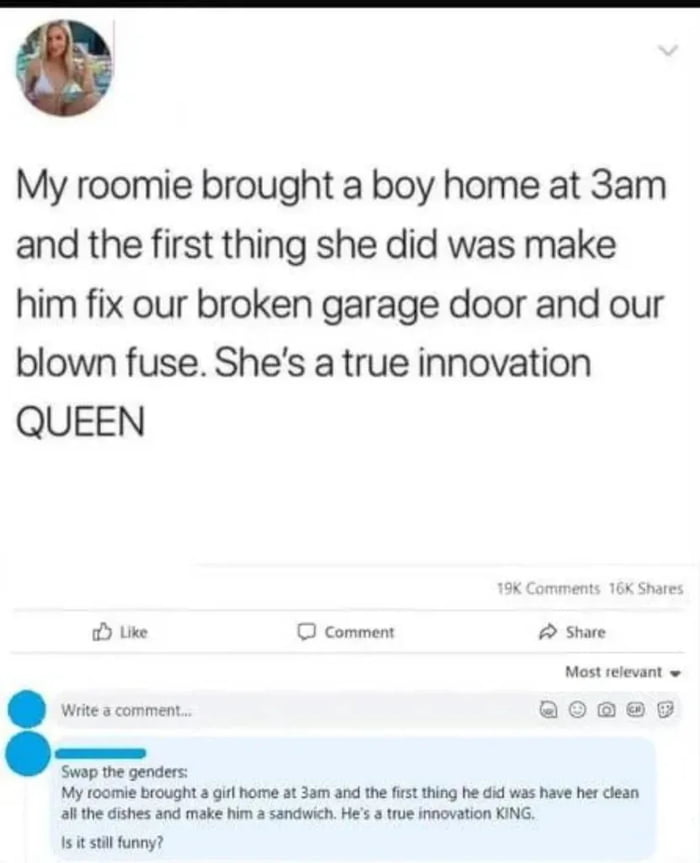 My roomie brought a boy home at 3am
and the first thing she did was make
him fix our broken garage door and our
blown fuse. She's a true innovation
QUEEN
19K Comments 16K Shares
Like Comment Share
Most relevant
Write a comment...
GIF
Swap the genders:
My roomie brought a girl home at 3am and the first thing he did was have her clean
all the dishes and make him a sandwich. He's a true innovation KING.
Is it still funny?